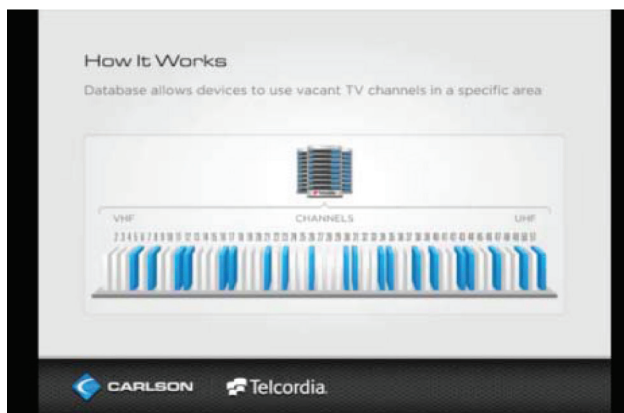 How It Works
Database allows devices to use vacant TV channels in a specific area
Telcordia
VHF CHANNELS UHF
CARLSON Telcordia